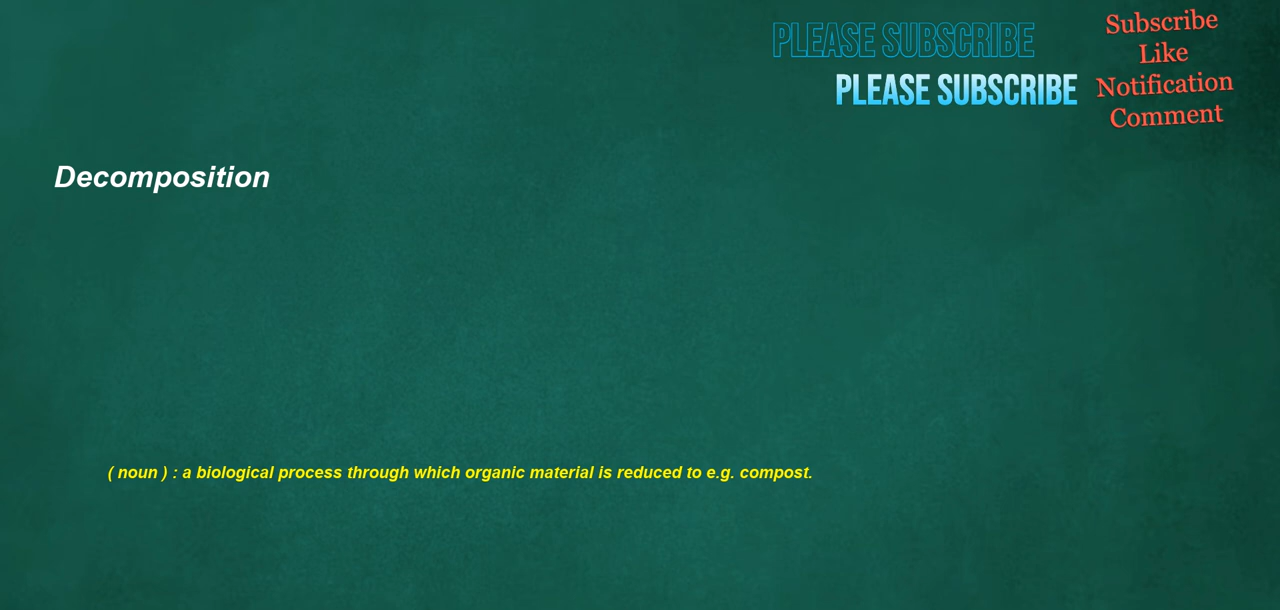 PLEASE SUBSCRIBE
PLEASE SUBSCRIBE
Subscribe
Like
Notification
Comment
Decomposition
( noun ) : a biological process through which organic material is reduced to e.g. compost.